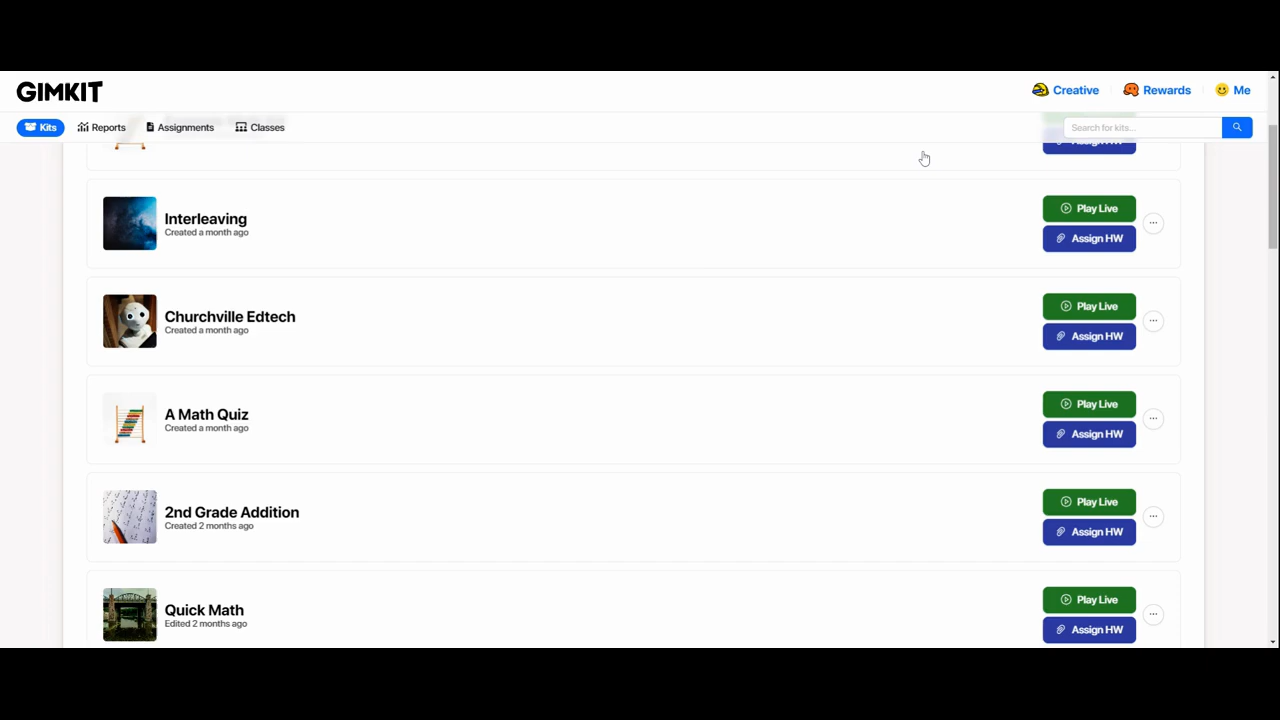 GIMKIT
Creative
Rewards
Me
Kits
Reports
Assignments
Classes
Search for kits...
Assign HW
Interleaving
Created a month ago
Play Live
Assign HW
Churchville Edtech
Created a month ago
Play Live
Assign HW
A Math Quiz
Created a month ago
Play Live
Assign HW
2nd Grade Addition
Created 2 months ago
Play Live
Assign HW
Quick Math
Edited 2 months ago
Play Live
Assign HW